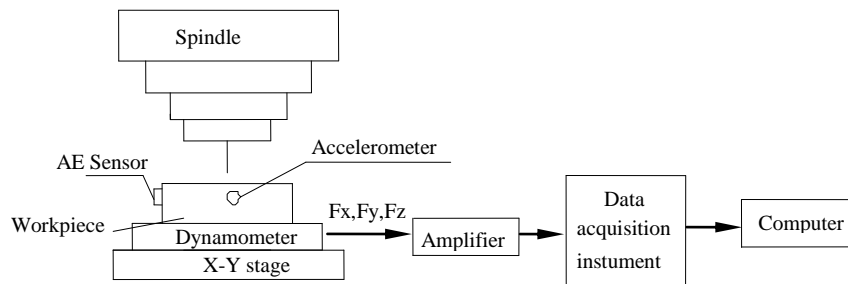 Spindle
Accelerometer
AE Sensor
Workpiece
Fx,Fy,Fz
Dynamometer
X-Y stage
Amplifier
Data
acquisition
instument
Computer